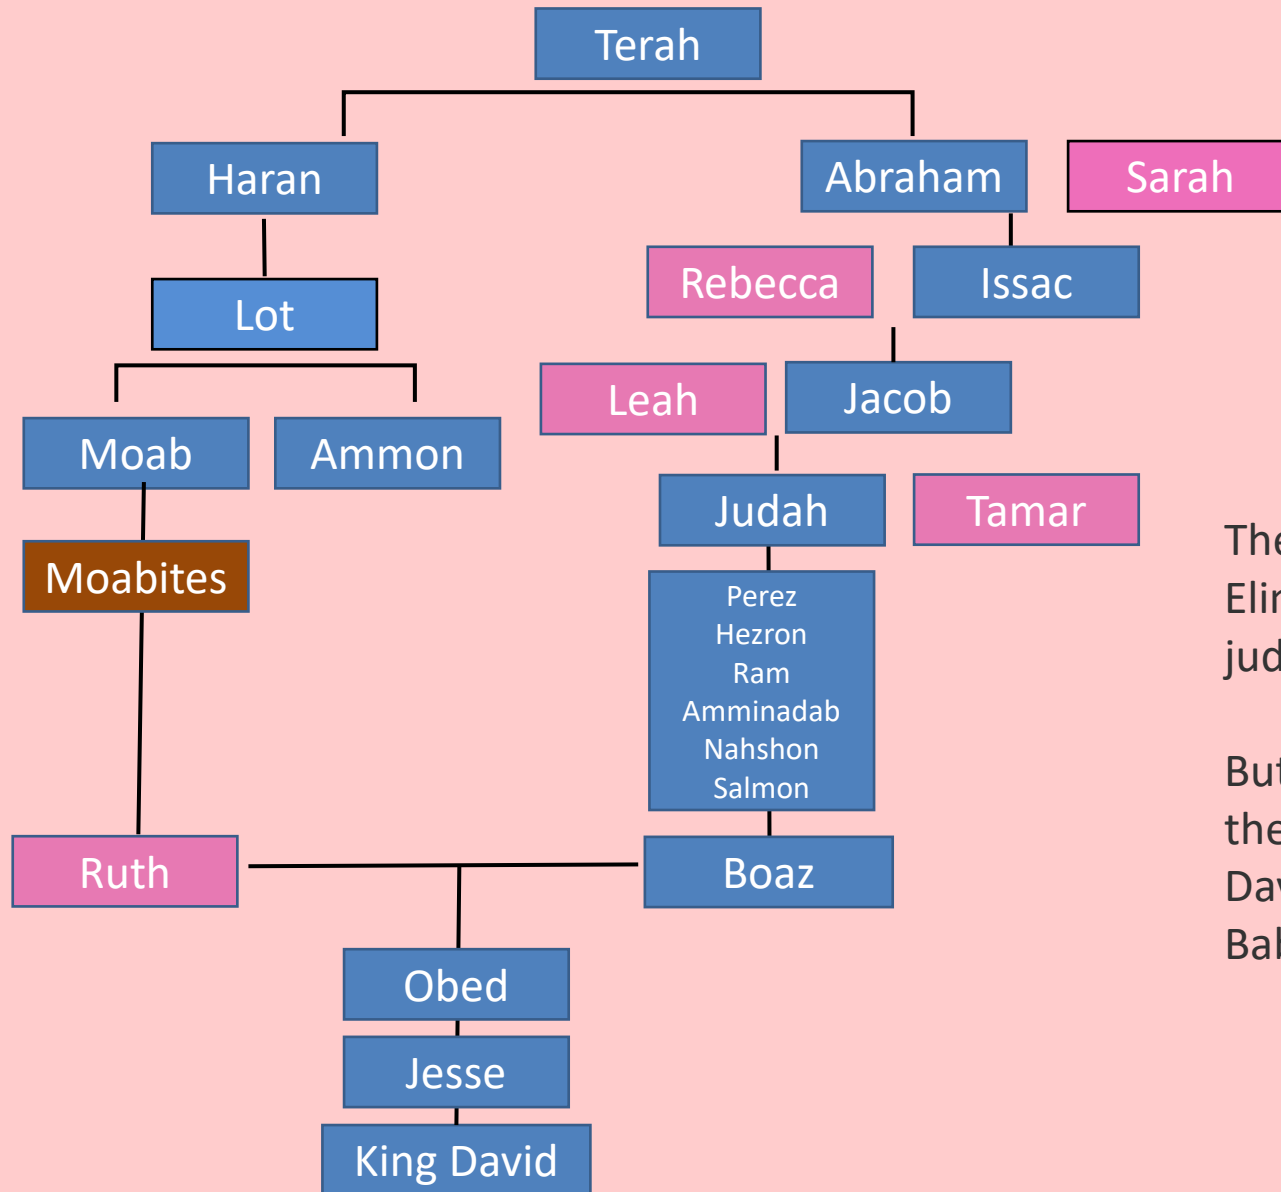 Terah
Haran
Abraham
Sarah
Rebecca
Issac
Lot
Leah
Jacob
Moab
Ammon
Judah
Tamar
Moabites
Perez
Hezron
Ram
Amminadab
Nahshon
Salmon
Ruth
Boaz
Obed
Jesse
King David